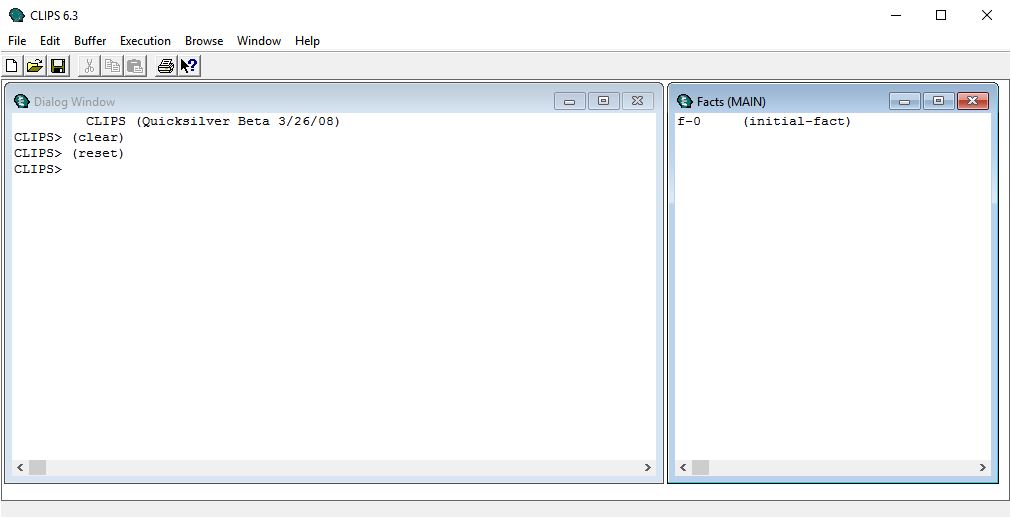 CLIPS 6.3
File Edit Buffer Execution Browse Window Help
Dialog Window
CLIPS (Quicksilver Beta 3/26/08)
CLIPS> (clear)
CLIPS> (reset)
CLIPS>
Facts (MAIN)
f-0 (initial-fact)